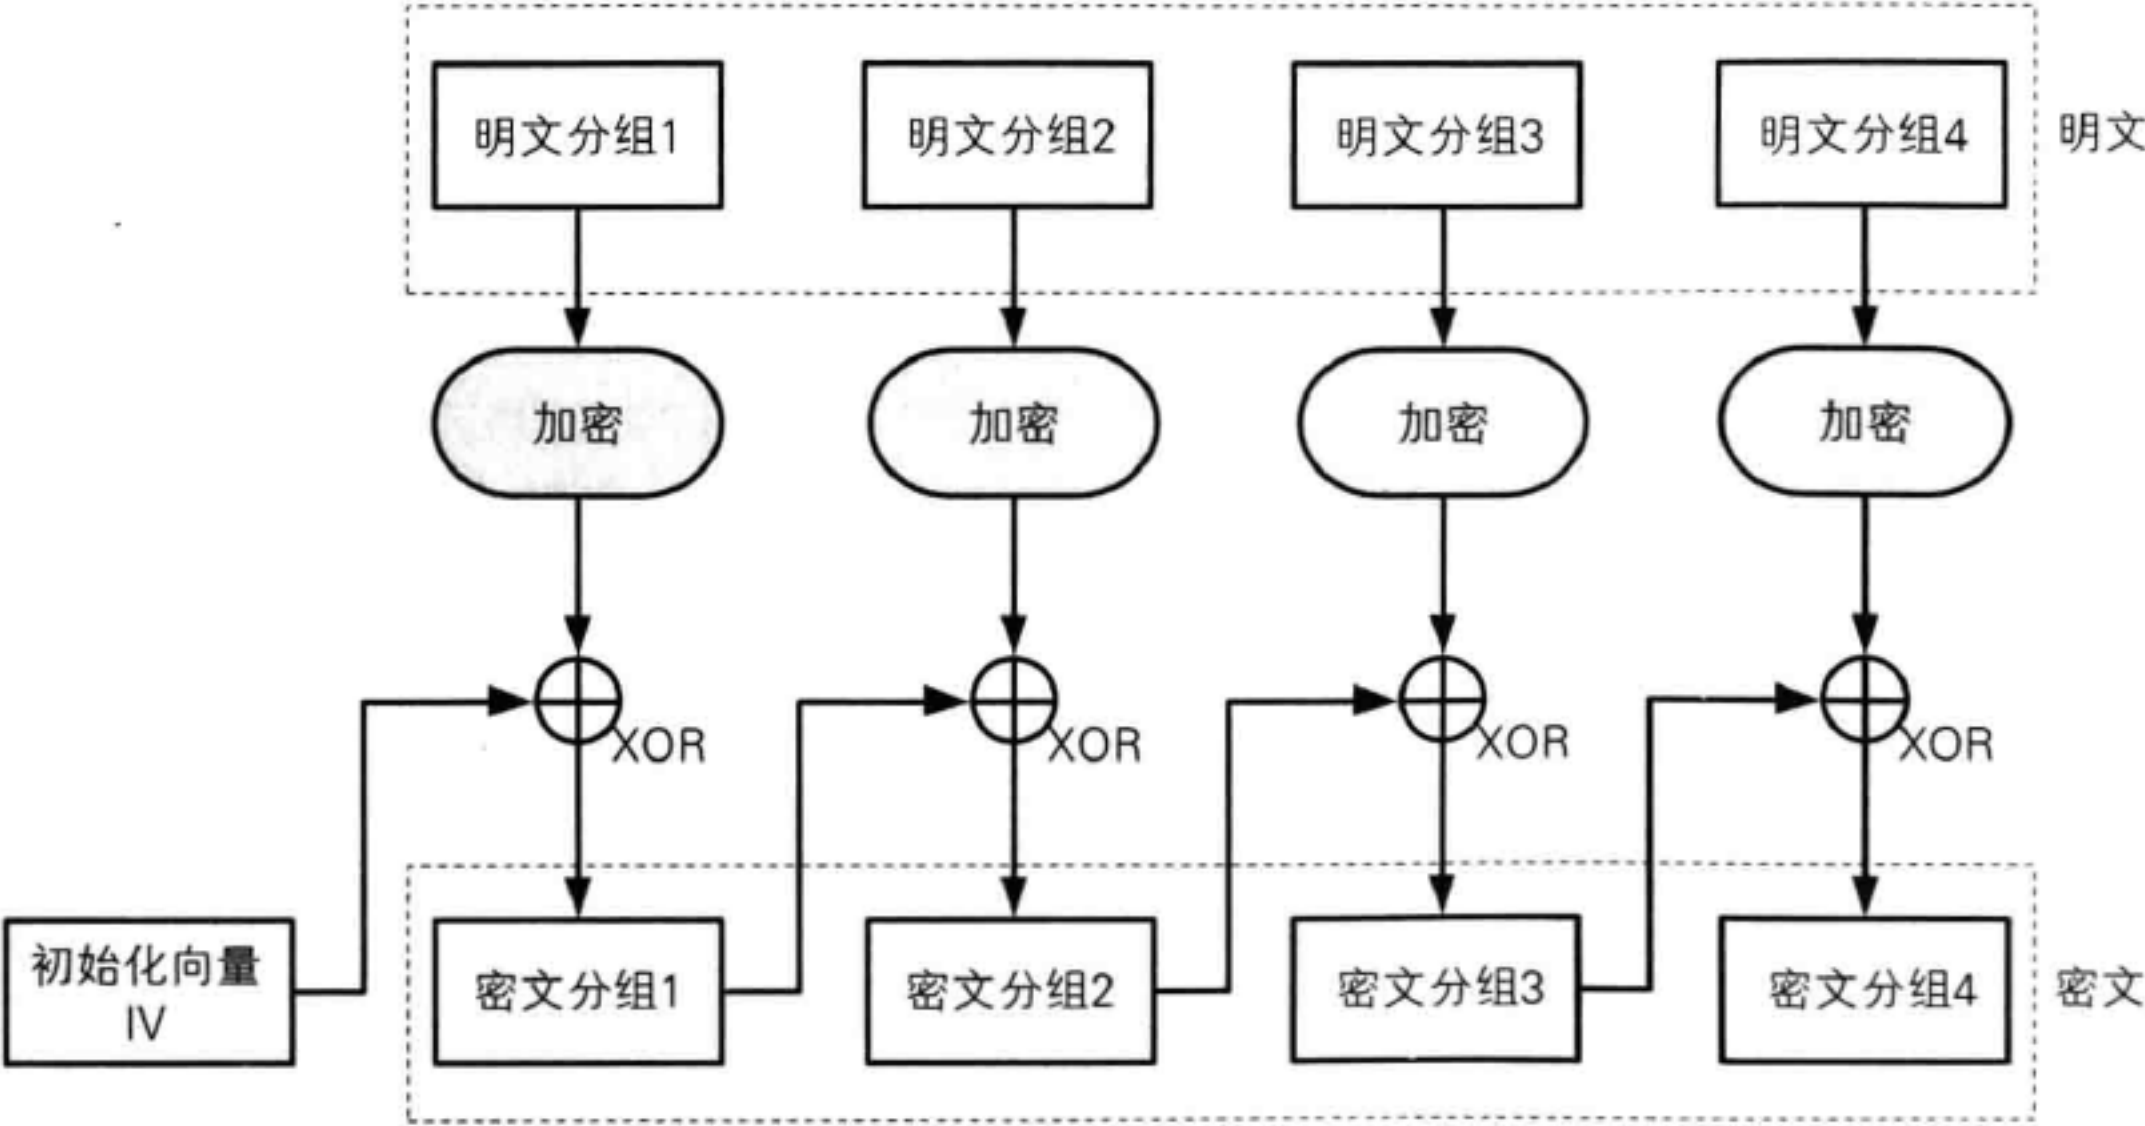 明文分组1
明文分组2
明文分组3
明文分组4
明文
加密
加密
加密
加密
XOR
XOR
XOR
XOR
初始化向量
IV
密文分组1
密文分组2
密文分组3
密文分组4
密文